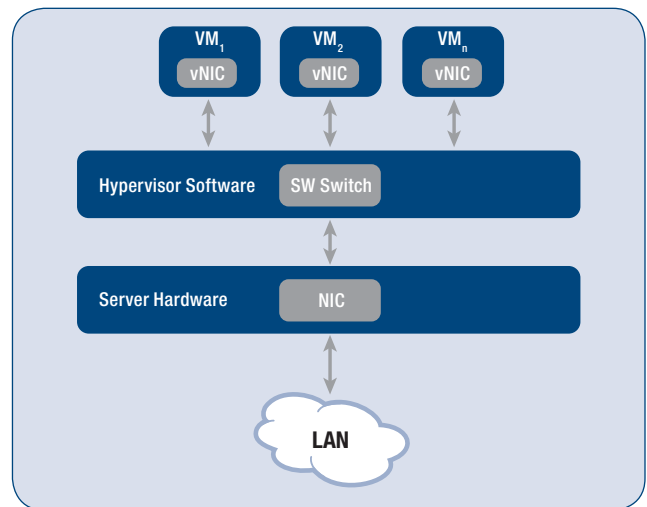 VM1 VM2 VMn
vNIC vNIC vNIC
Hypervisor Software SW Switch
Server Hardware NIC
LAN